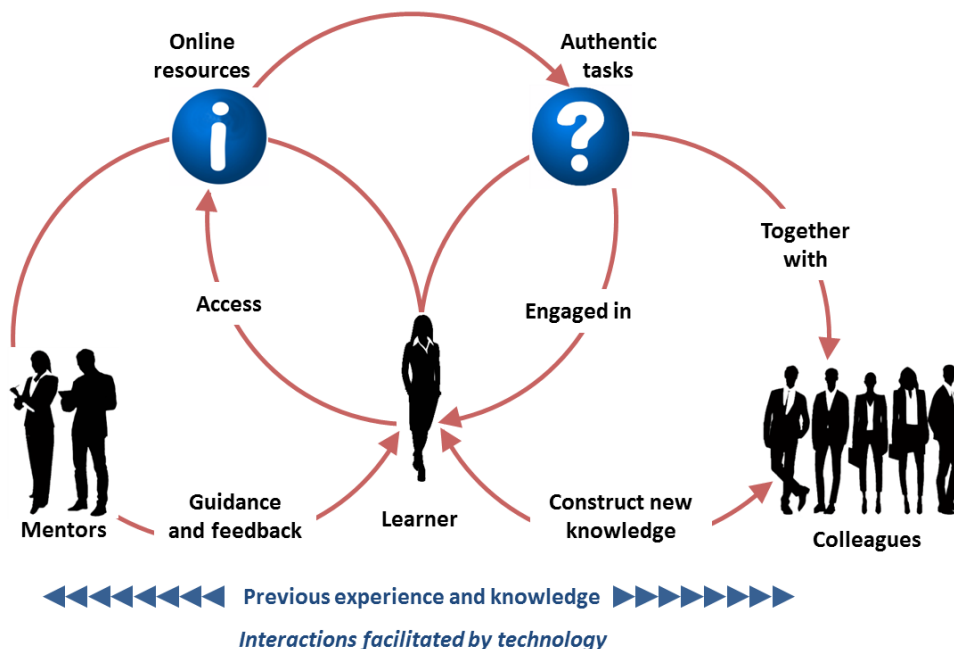 Online
resources
Authentic
tasks
Together
with
Access
Engaged in
Guidance
and feedback
Construct new
knowledge
Mentors
Learner
Colleagues
Previous experience and knowledge
Interactions facilitated by technology